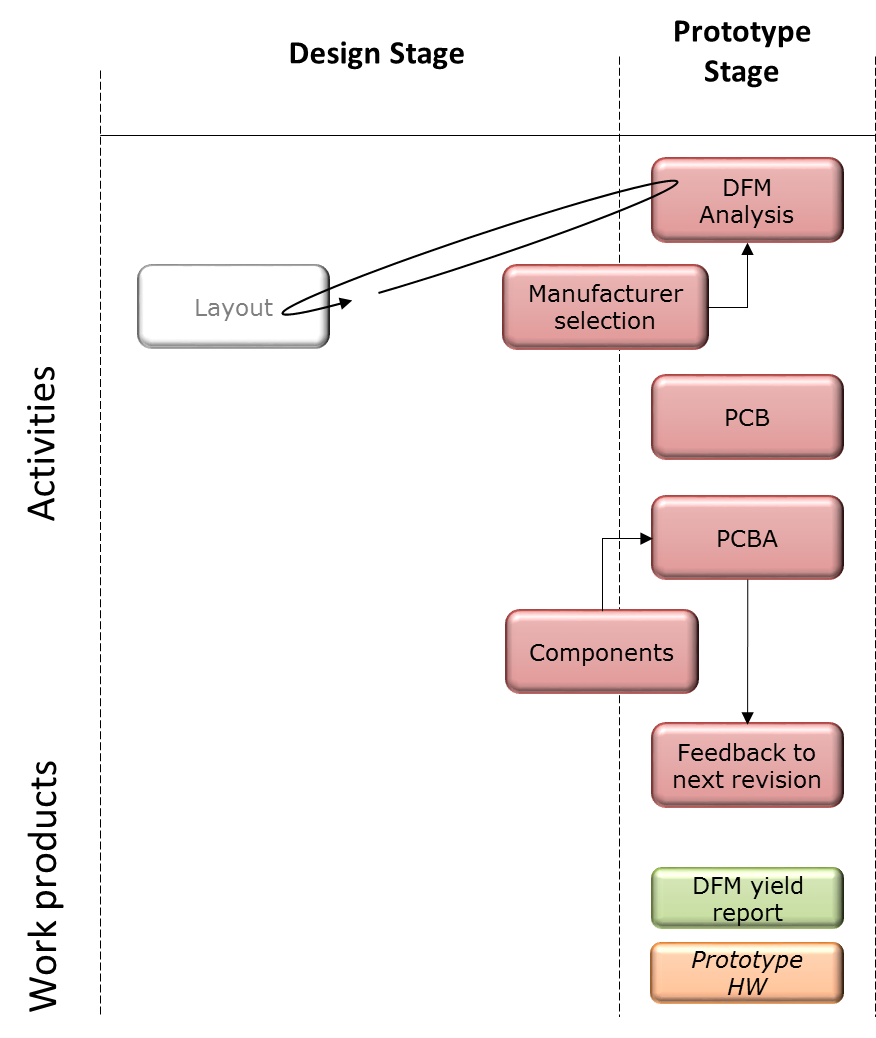 Design Stage
Prototype
Stage
DFM
Analysis
Layout
Manufacturer
selection
PCB
PCBA
Components
Feedback to
next revision
DFM yield
report
Prototype
HW
Activities
Work products